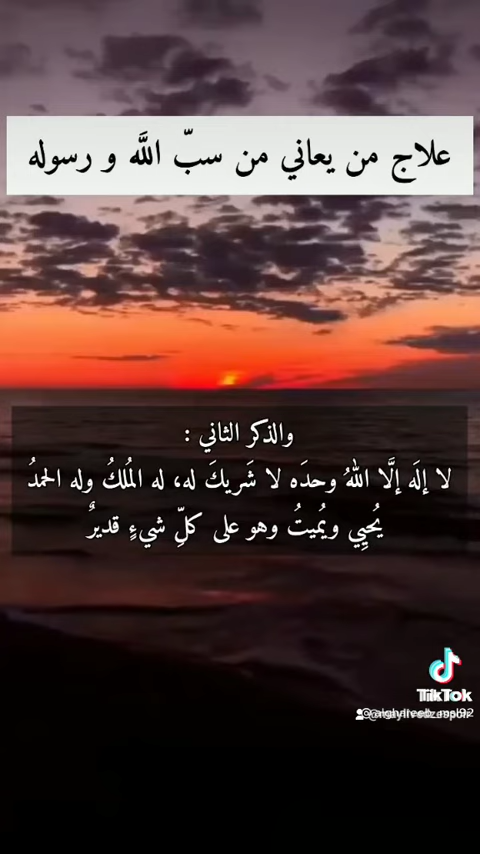 علاج من يعاني من سبّ اللَّه و رسوله
والذكر الثاني :
لا إلَه إلَّا اللهُ وحدَه لا شَريكَ له، له المُلكُ وله الحمدُ
يُحيِي ويُميتُ وهو على كلِّ شيءٍ قديرٌ
TikTok